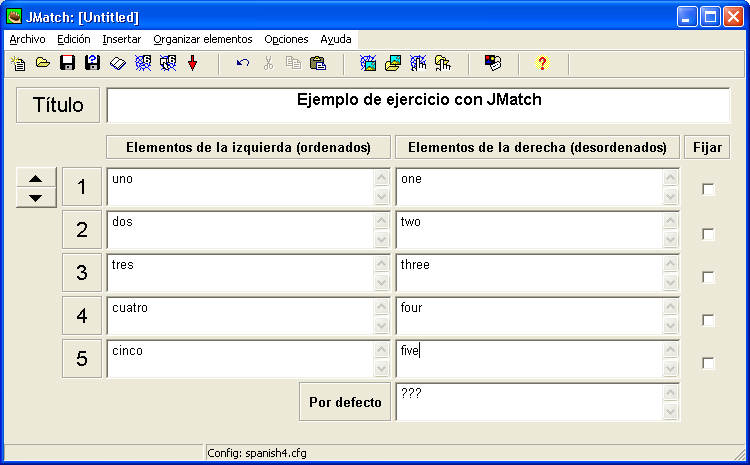 JMatch: [Untitled]
Archivo Edición Insertar Organizar elementos Opciones Ayuda
Título
Ejemplo de ejercicio con JMatch
Elementos de la izquierda (ordenados) Elementos de la derecha (desordenados) Fijar
1 uno one
2 dos two
3 tres three
4 cuatro four
5 cinco five
Por defecto ???
Config: spanish4.cfg